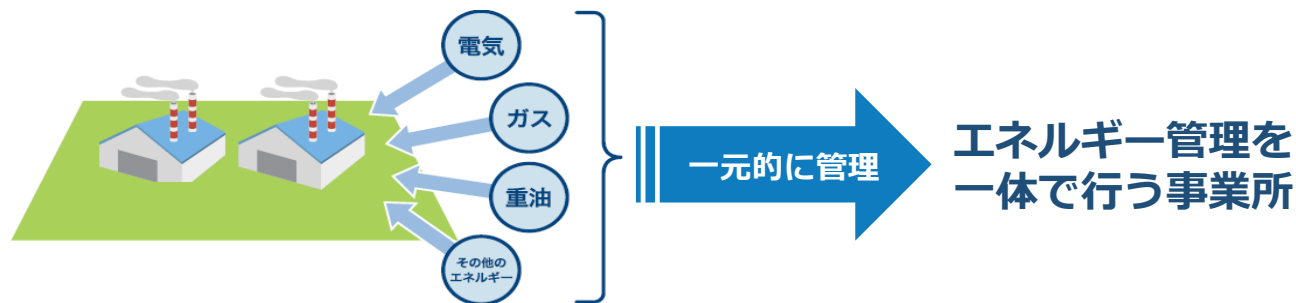 電気
ガス
重油
その他の
エネルギー
一元的に管理
エネルギー管理を
一体で行う事業所